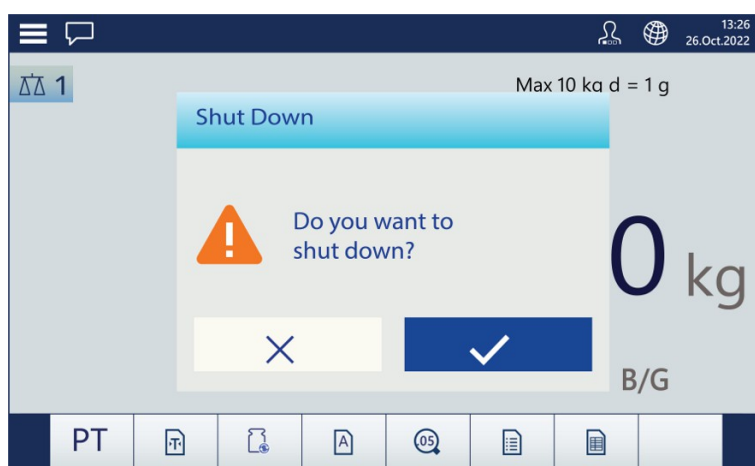 13:26
26.Oct.2022
1
Max 10 kg d = 1 g
Shut Down
Do you want to
shut down?
0 kg
B/G
PT
T
A
.05